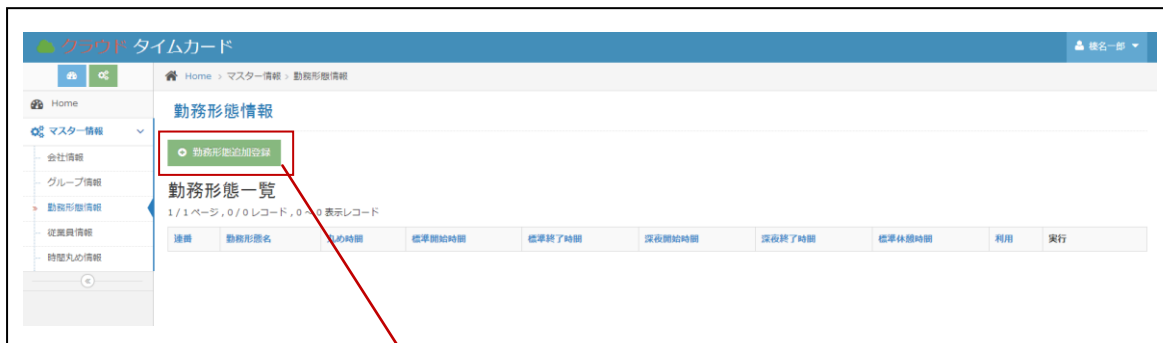 クラウド タイムカード
榛名一郎
Home > マスター情報 > 勤務形態情報
Home
マスター情報
会社情報
グループ情報
勤務形態情報
従業員情報
時間丸め情報
勤務形態情報
勤務形態追加登録
勤務形態一覧
1 / 1 ページ , 0 / 0 レコード , 0 ～ 0 表示レコード
連番 勤務形態名 丸め時間 標準開始時間 標準終了時間 深夜開始時間 深夜終了時間 標準休憩時間 利用 実行